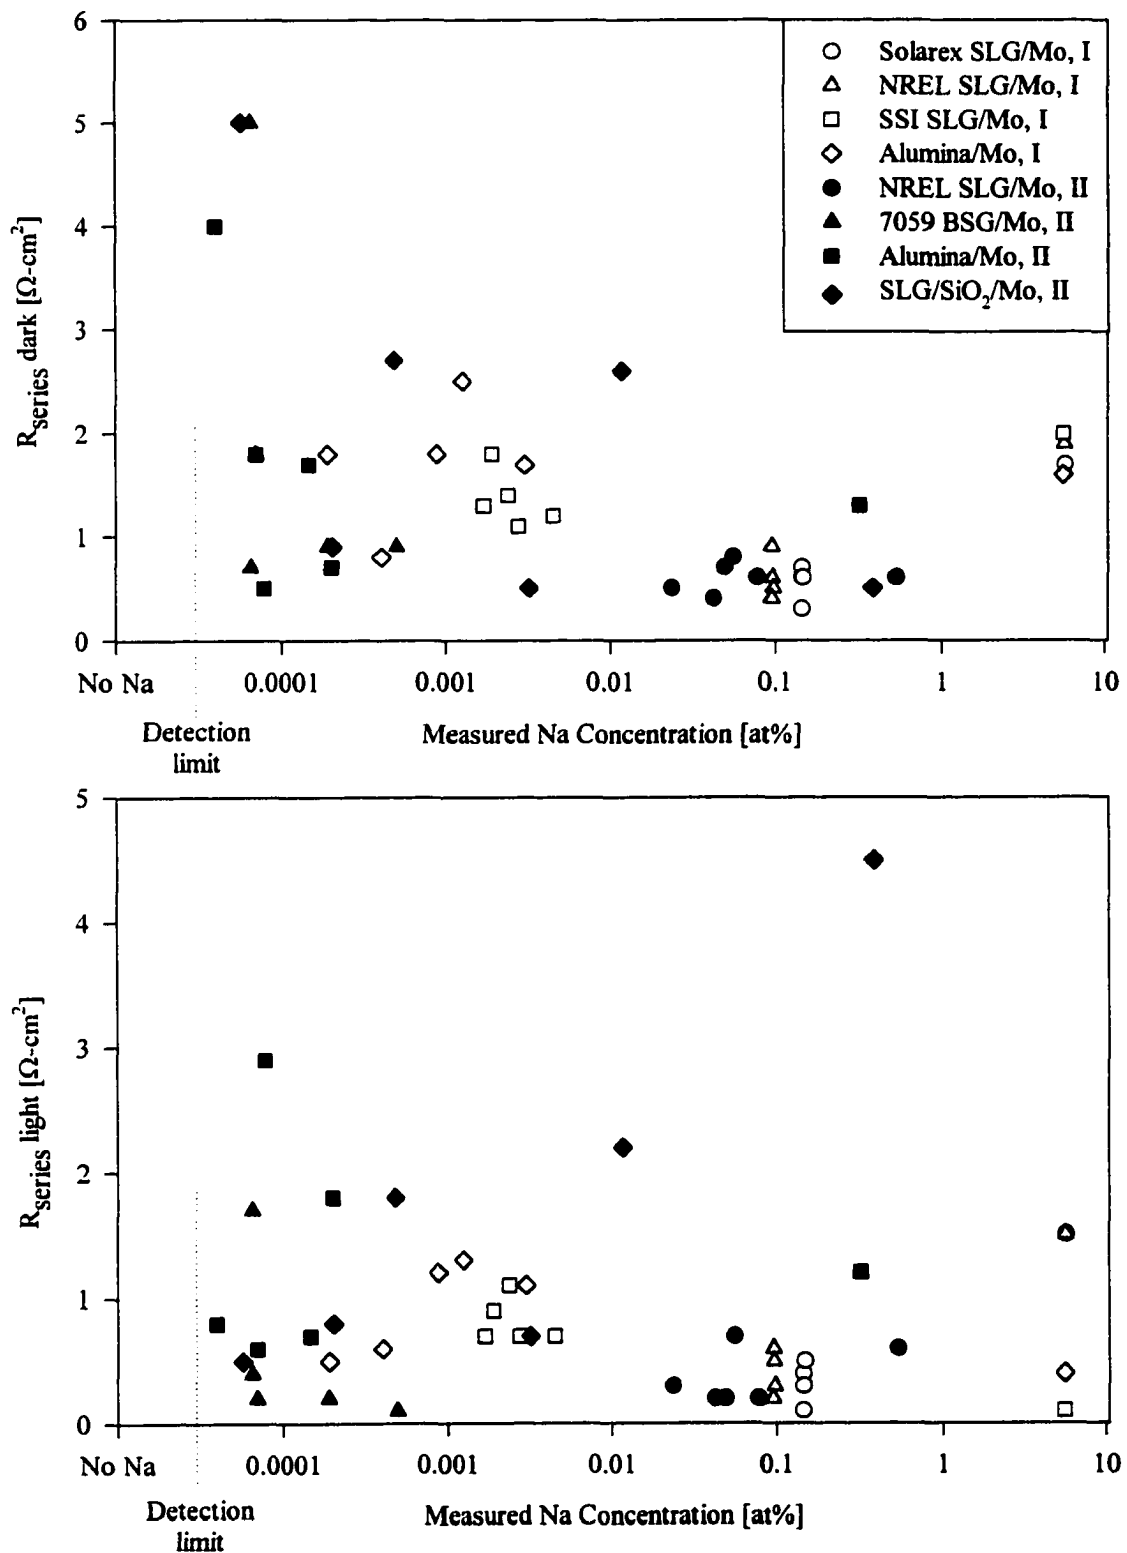 6
5
4
3
2
1
0
R_series dark [Ω-cm²]
Solarex SLG/Mo, I
NREL SLG/Mo, I
SSI SLG/Mo, I
Alumina/Mo, I
NREL SLG/Mo, II
7059 BSG/Mo, II
Alumina/Mo, II
SLG/SiO₂/Mo, II
No Na 0.0001 0.001 0.01 0.1 1 10
Detection
limit
Measured Na Concentration [at%]
5
4
3
2
1
0
R_series light [Ω-cm²]
No Na 0.0001 0.001 0.01 0.1 1 10
Detection
limit
Measured Na Concentration [at%]